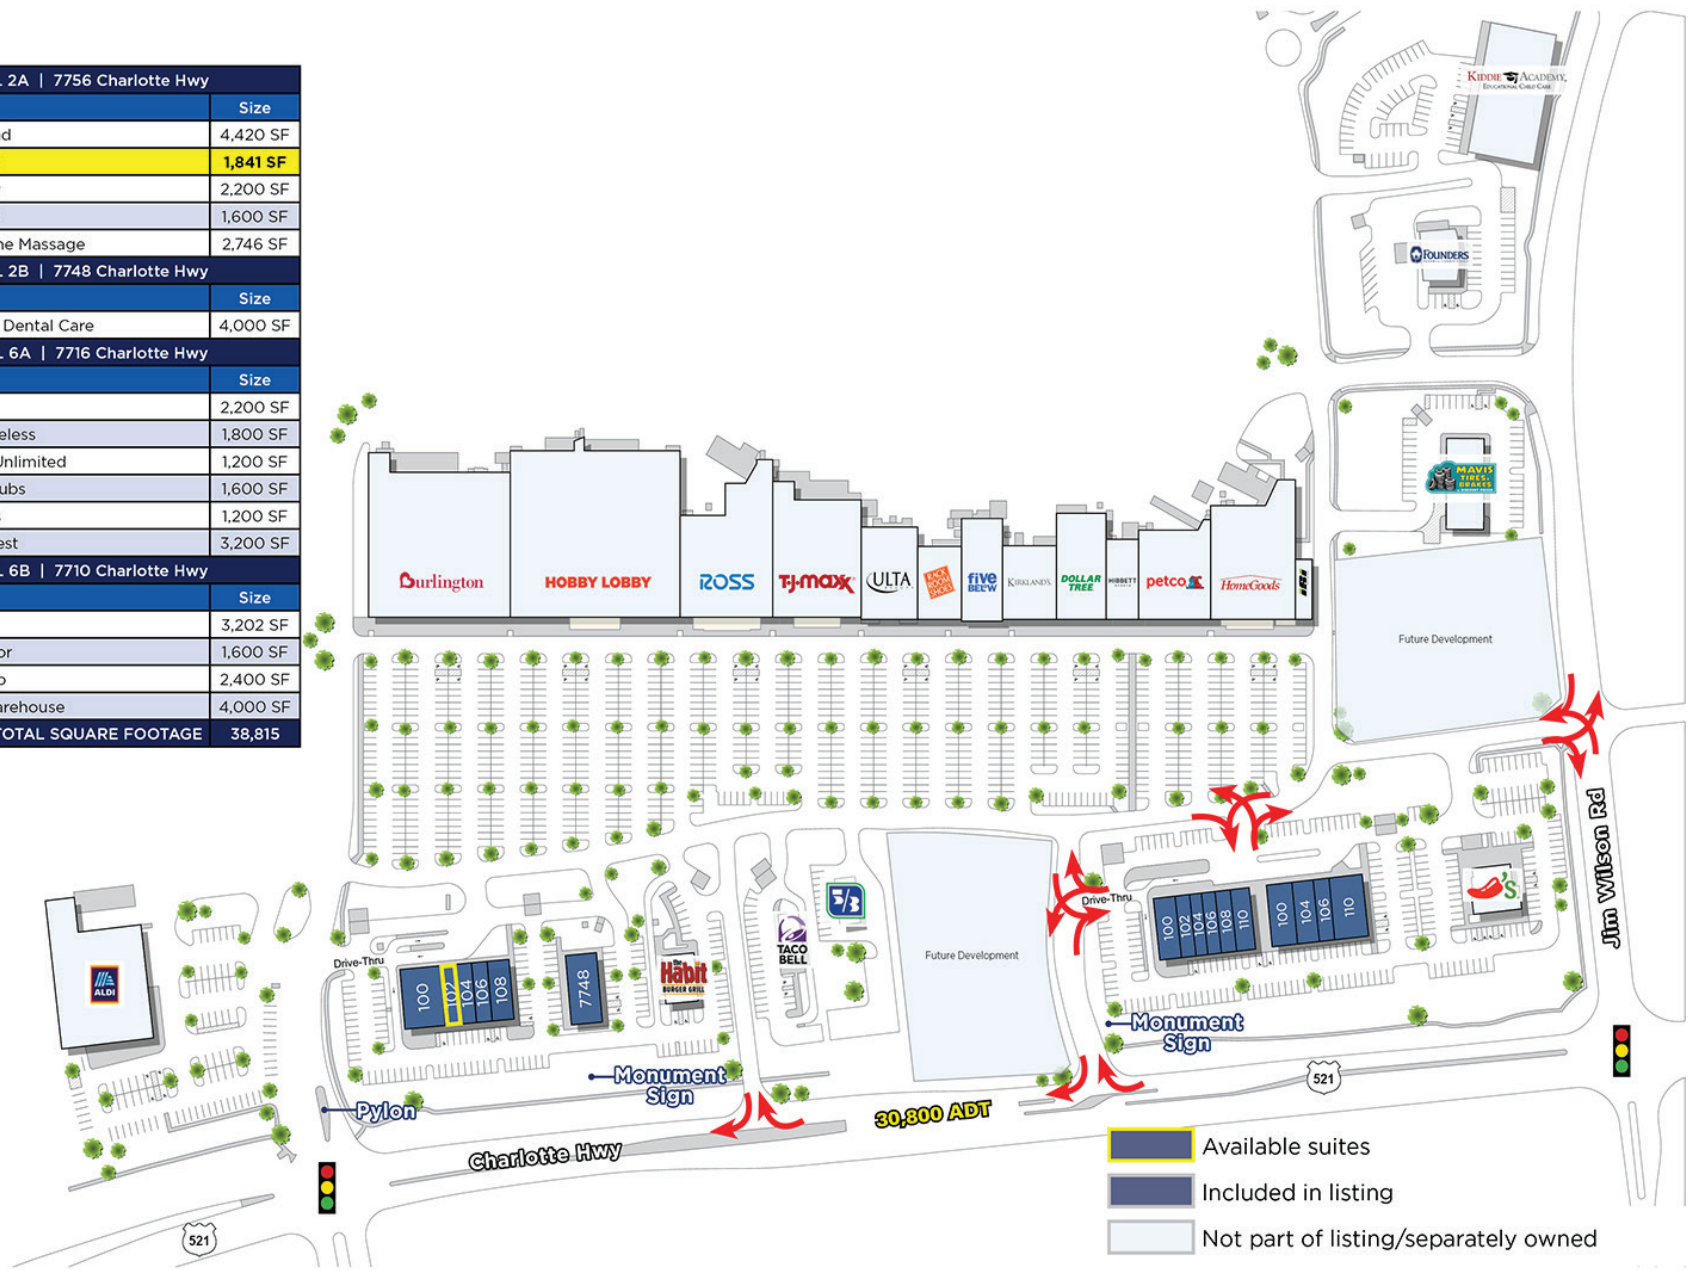 L 2A | 7756 Charlotte Hwy
Size
d 4,420 SF
1,841 SF
2,200 SF
1,600 SF
ne Massage 2,746 SF
L 2B | 7748 Charlotte Hwy
Size
Dental Care 4,000 SF
L 6A | 7716 Charlotte Hwy
Size
2,200 SF
eless 1,800 SF
Unlimited 1,200 SF
ubs 1,600 SF
1,200 SF
est 3,200 SF
L 6B | 7710 Charlotte Hwy
Size
3,202 SF
or 1,600 SF
2,400 SF
arehouse 4,000 SF
TOTAL SQUARE FOOTAGE 38,815
KIDDIE ACADEMY
EDUCATIONAL CHILD CARE
FOUNDERS
MAVIS
TIRES &
BRAKES
Burlington
HOBBY LOBBY
ROSS
T·J·maxx
ULTA
RACK
ROOM
SHOES
five
BEL°W
KIRKLAND'S
DOLLAR
TREE
HIBBETT
petco
HomeGoods
Future Development
Jim Wilson Rd
ALDI
Drive-Thru
100
102
104
106
108
7748
the Habit
BURGER GRILL
TACO
BELL
Future Development
Drive-Thru
100
102
104
106
108
110
100
104
106
110
's
Monument
Sign
Monument
Sign
Pylon
Charlotte Hwy
30,800 ADT
521
521
Available suites
Included in listing
Not part of listing/separately owned